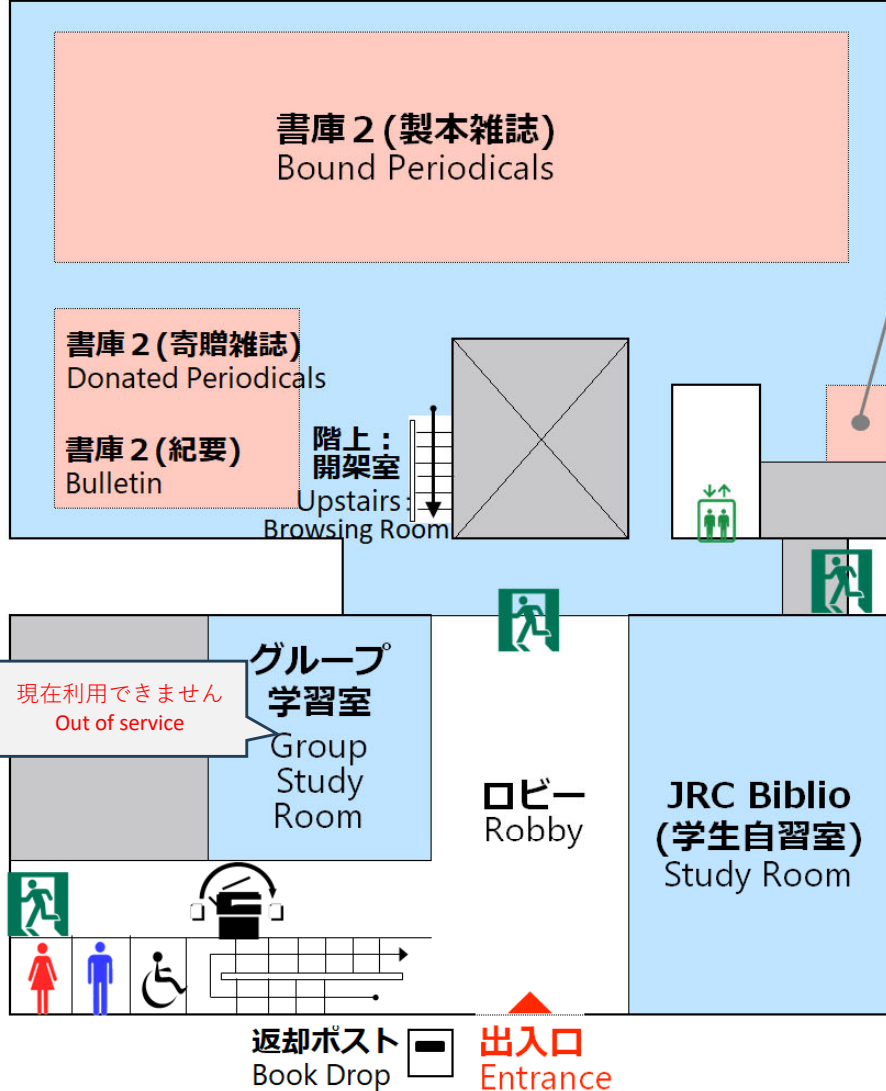 書庫２(製本雑誌)
Bound Periodicals
書庫２(寄贈雑誌)
Donated Periodicals
書庫２(紀要)
Bulletin
階上：
開架室
Upstairs：
Browsing Room
グループ
学習室
Group
Study
Room
現在利用できません
Out of service
ロビー
Robby
JRC Biblio
(学生自習室)
Study Room
返却ポスト
Book Drop
出入口
Entrance